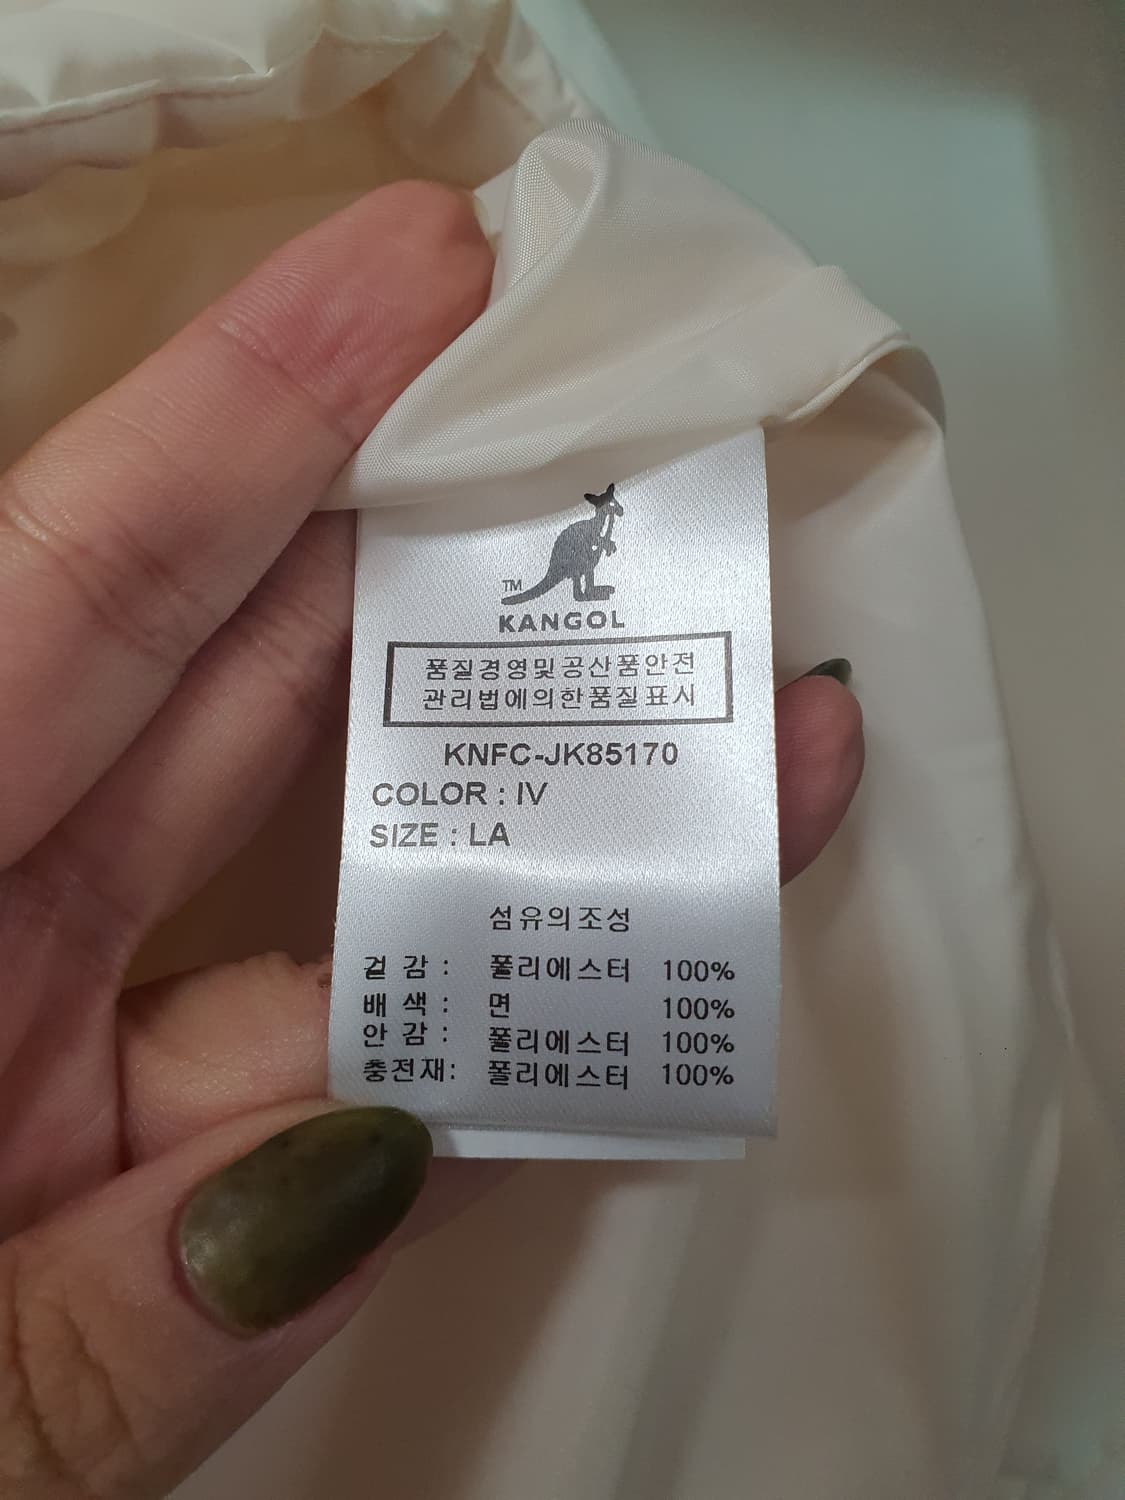 TM
KANGOL
품질경영및공산품안전
관리법에의한품질표시
KNFC-JK85170
COLOR : IV
SIZE : LA
섬유의조성
겉 감 : 폴리에스터 100%
배 색 : 면 100%
안 감 : 폴리에스터 100%
충전재: 폴리에스터 100%